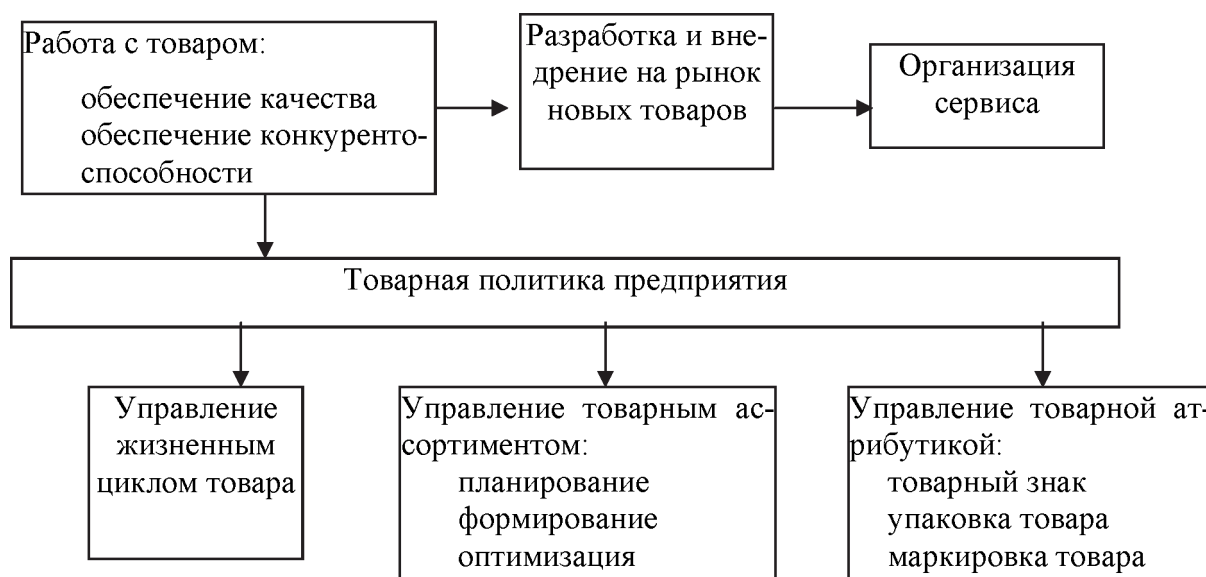 Работа с товаром:
обеспечение качества
обеспечение конкуренто-
способности
Разработка и вне-
дрение на рынок
новых товаров
Организация
сервиса
Товарная политика предприятия
Управление
жизненным
циклом товара
Управление товарным ас-
сортиментом:
планирование
формирование
оптимизация
Управление товарной ат-
рибутикой:
товарный знак
упаковка товара
маркировка товара